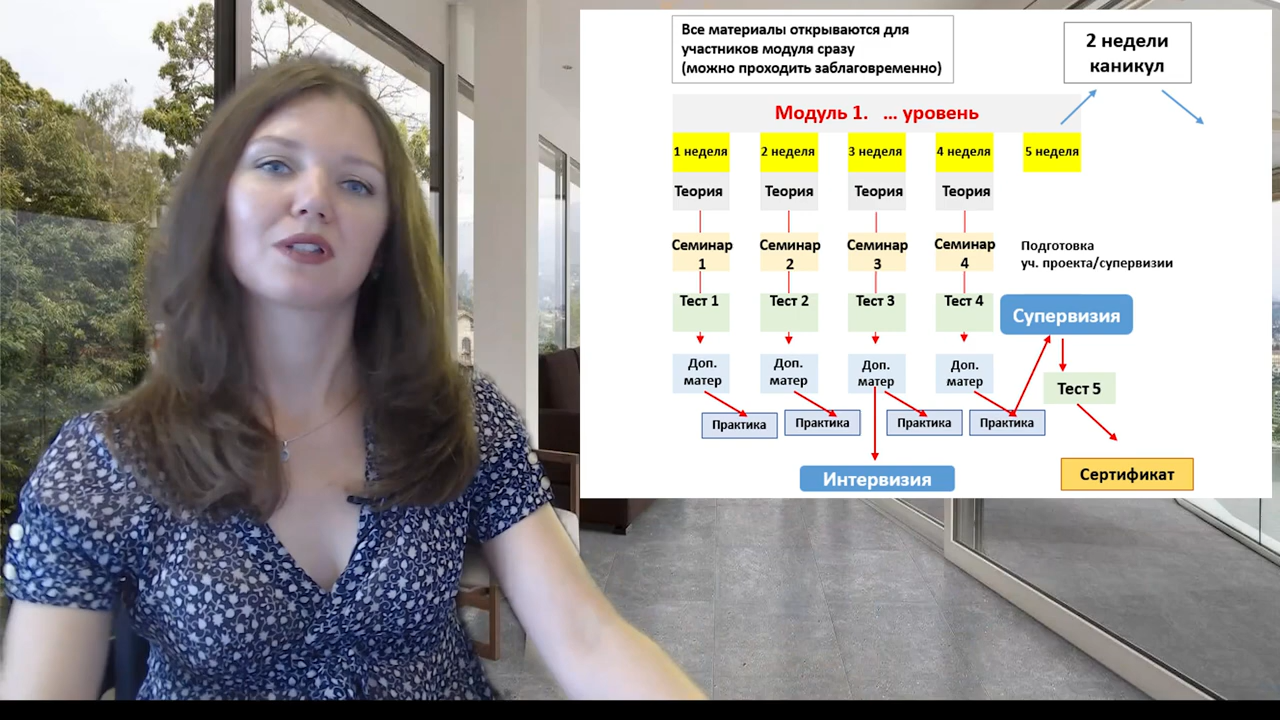 Все материалы открываются для
участников модуля сразу
(можно проходить заблаговременно)
2 недели
каникул
Модуль 1. ... уровень
1 неделя
2 неделя
3 неделя
4 неделя
5 неделя
Теория
Теория
Теория
Теория
Семинар
1
Семинар
2
Семинар
3
Семинар
4
Подготовка
уч. проекта/супервизии
Тест 1
Тест 2
Тест 3
Тест 4
Супервизия
Доп.
матер
Доп.
матер
Доп.
матер
Доп.
матер
Тест 5
Практика
Практика
Практика
Практика
Интервизия
Сертификат